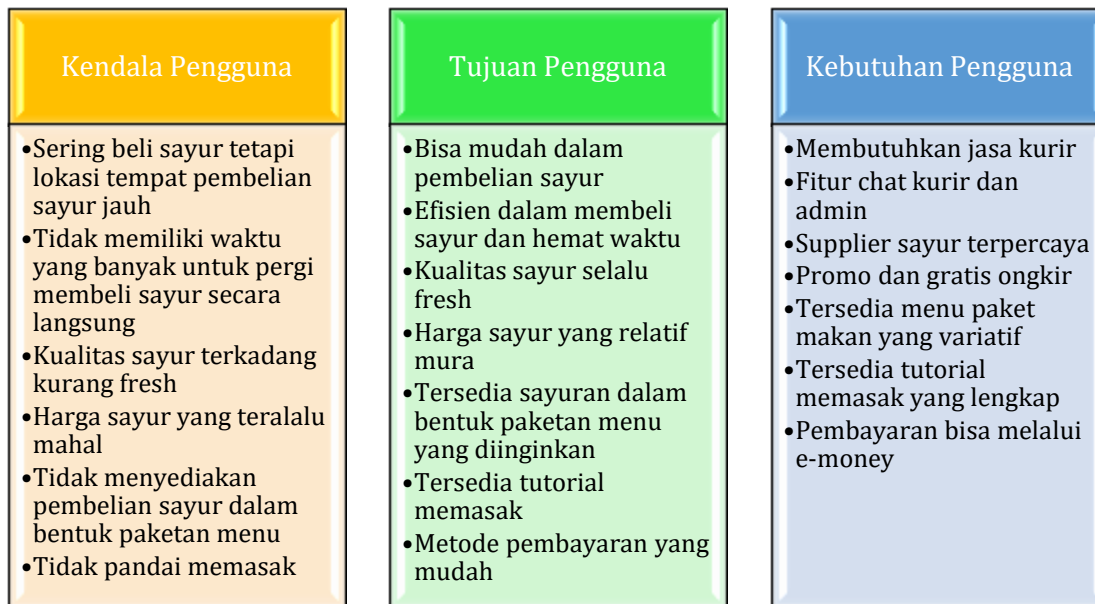 Kendala Pengguna
•Sering beli sayur tetapi
lokasi tempat pembelian
sayur jauh
•Tidak memiliki waktu
yang banyak untuk pergi
membeli sayur secara
langsung
•Kualitas sayur terkadang
kurang fresh
•Harga sayur yang teralalu
mahal
•Tidak menyediakan
pembelian sayur dalam
bentuk paketan menu
•Tidak pandai memasak
Tujuan Pengguna
•Bisa mudah dalam
pembelian sayur
•Efisien dalam membeli
sayur dan hemat waktu
•Kualitas sayur selalu
fresh
•Harga sayur yang relatif
mura
•Tersedia sayuran dalam
bentuk paketan menu
yang diinginkan
•Tersedia tutorial
memasak
•Metode pembayaran yang
mudah
Kebutuhan Pengguna
•Membutuhkan jasa kurir
•Fitur chat kurir dan
admin
•Supplier sayur terpercaya
•Promo dan gratis ongkir
•Tersedia menu paket
makan yang variatif
•Tersedia tutorial
memasak yang lengkap
•Pembayaran bisa melalui
e-money